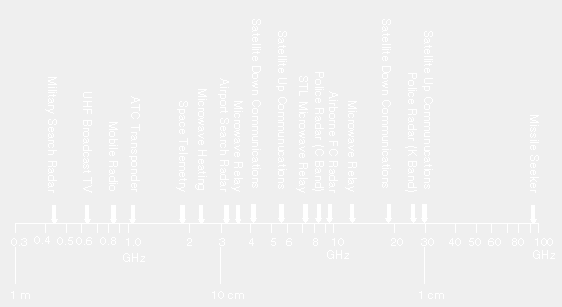 Military Search Radar
UHF Broadcast TV
Mobile Radio
ATC Transponder
Space Telemetry
Microwave Heating
Airport Search Radar
Microwave Relay
Satellite Down Communications
Satellite Up Communications
STL Microwave Relay
Police Radar (C Band)
Airborne FC Radar
Microwave Relay
Satellite Down Communications
Police Radar (K Band)
Satellite Up Communications
Missile Seeker
0.3 0.4 0.5 0.6 0.8 1.0 2 3 4 5 6 8 10 20 30 40 50 60 80 100
GHz GHz GHz
1 m 10 cm 1 cm